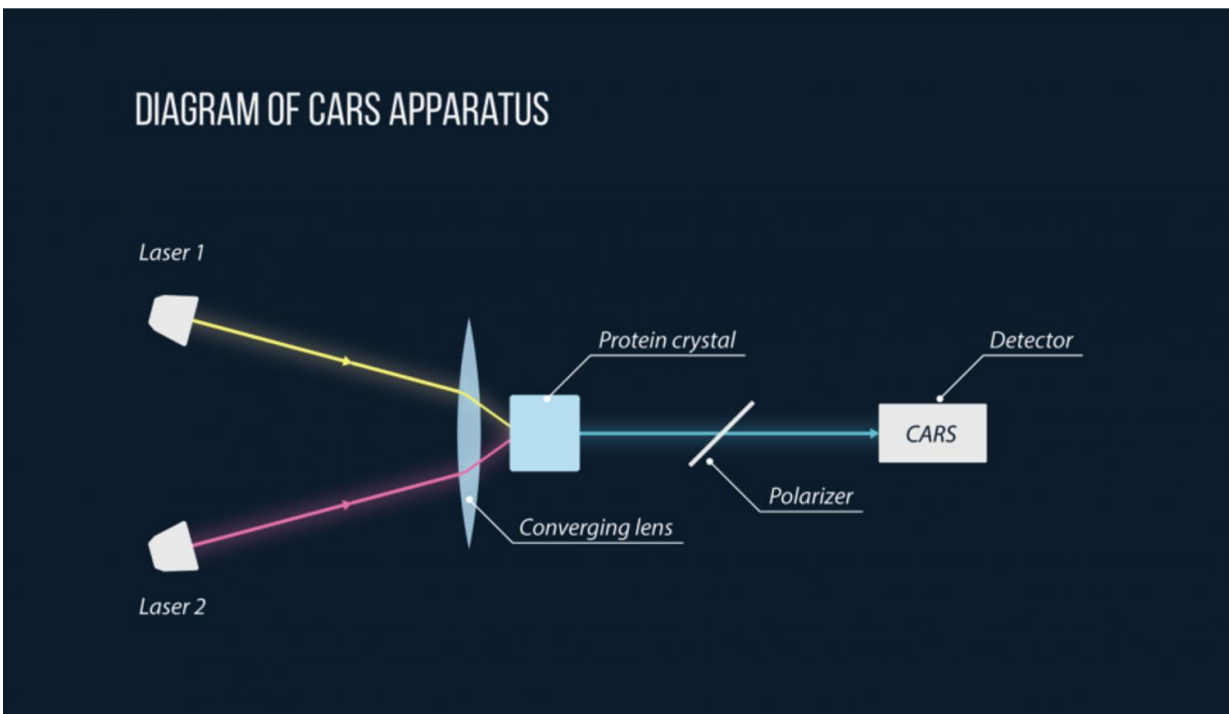 DIAGRAM OF CARS APPARATUS
Laser 1
Protein crystal
Detector
CARS
Polarizer
Converging lens
Laser 2